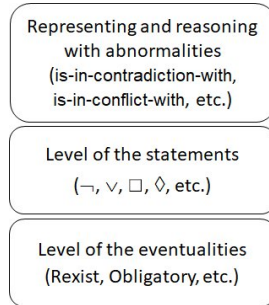 Representing and reasoning
with abnormalities
(is-in-contradiction-with,
is-in-conflict-with, etc.)
Level of the statements
(¬, ∨, □, ◊, etc.)
Level of the eventualities
(Rexist, Obligatory, etc.)